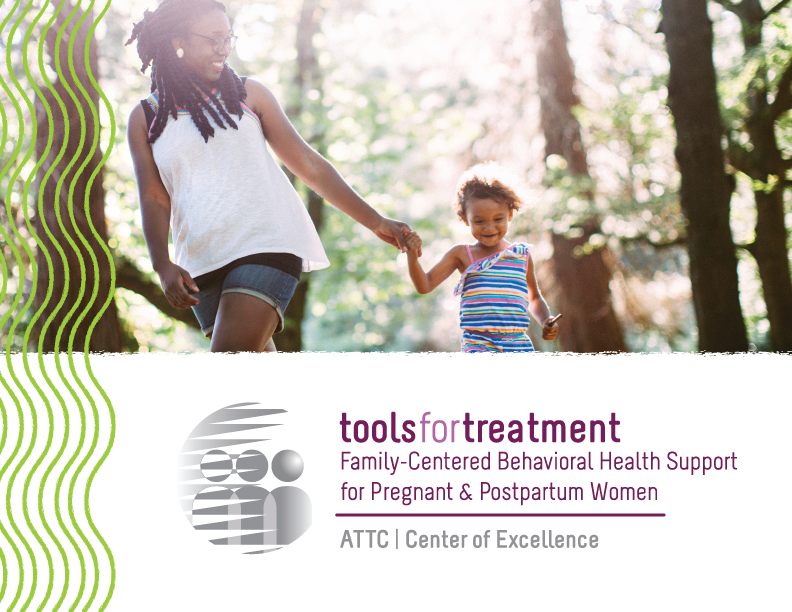 toolsfortreatment
Family-Centered Behavioral Health Support
for Pregnant & Postpartum Women
ATTC | Center of Excellence